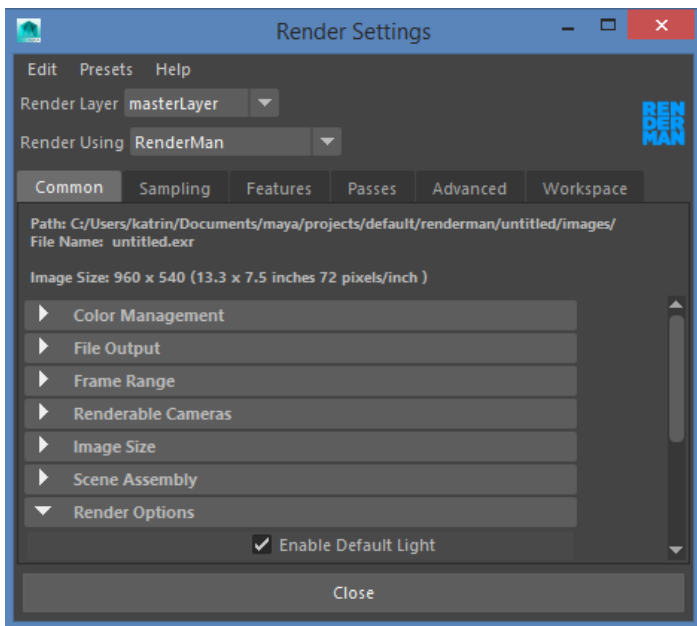 Render Settings
Edit Presets Help
Render Layer masterLayer
Render Using RenderMan
REN
DER
MAN
Common Sampling Features Passes Advanced Workspace
Path: C:/Users/katrin/Documents/maya/projects/default/renderman/untitled/images/
File Name: untitled.exr
Image Size: 960 x 540 (13.3 x 7.5 inches 72 pixels/inch )
Color Management
File Output
Frame Range
Renderable Cameras
Image Size
Scene Assembly
Render Options
Enable Default Light
Close